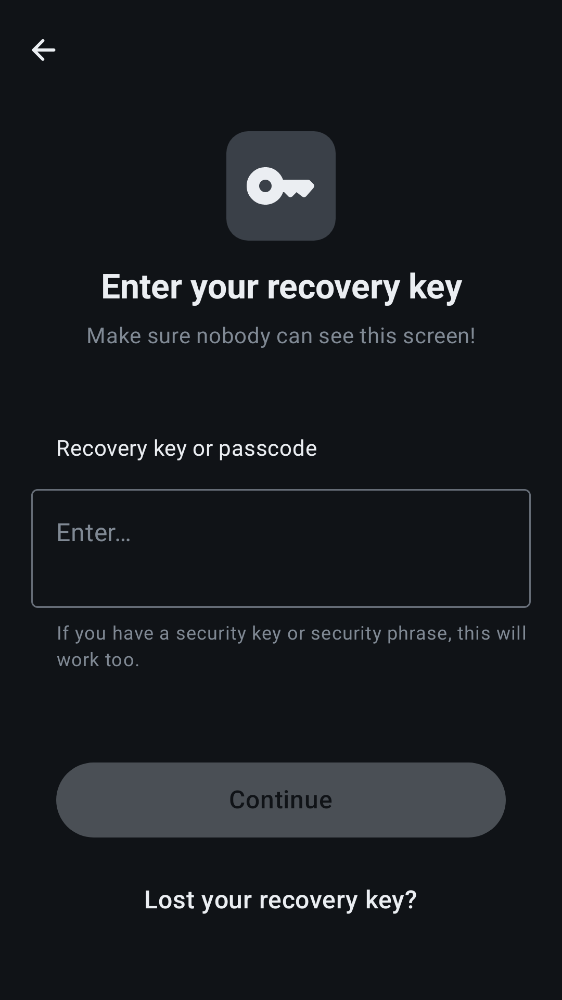 Enter your recovery key
Make sure nobody can see this screen!
Recovery key or passcode
Enter...
If you have a security key or security phrase, this will
work too.
Continue
Lost your recovery key?